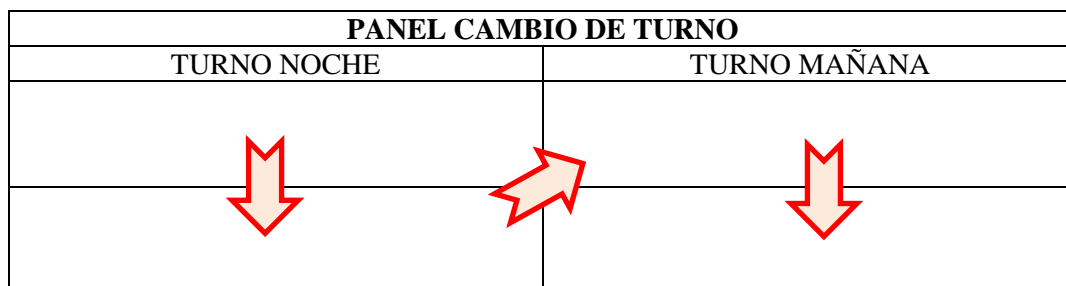 PANEL CAMBIO DE TURNO
TURNO NOCHE
TURNO MAÑANA